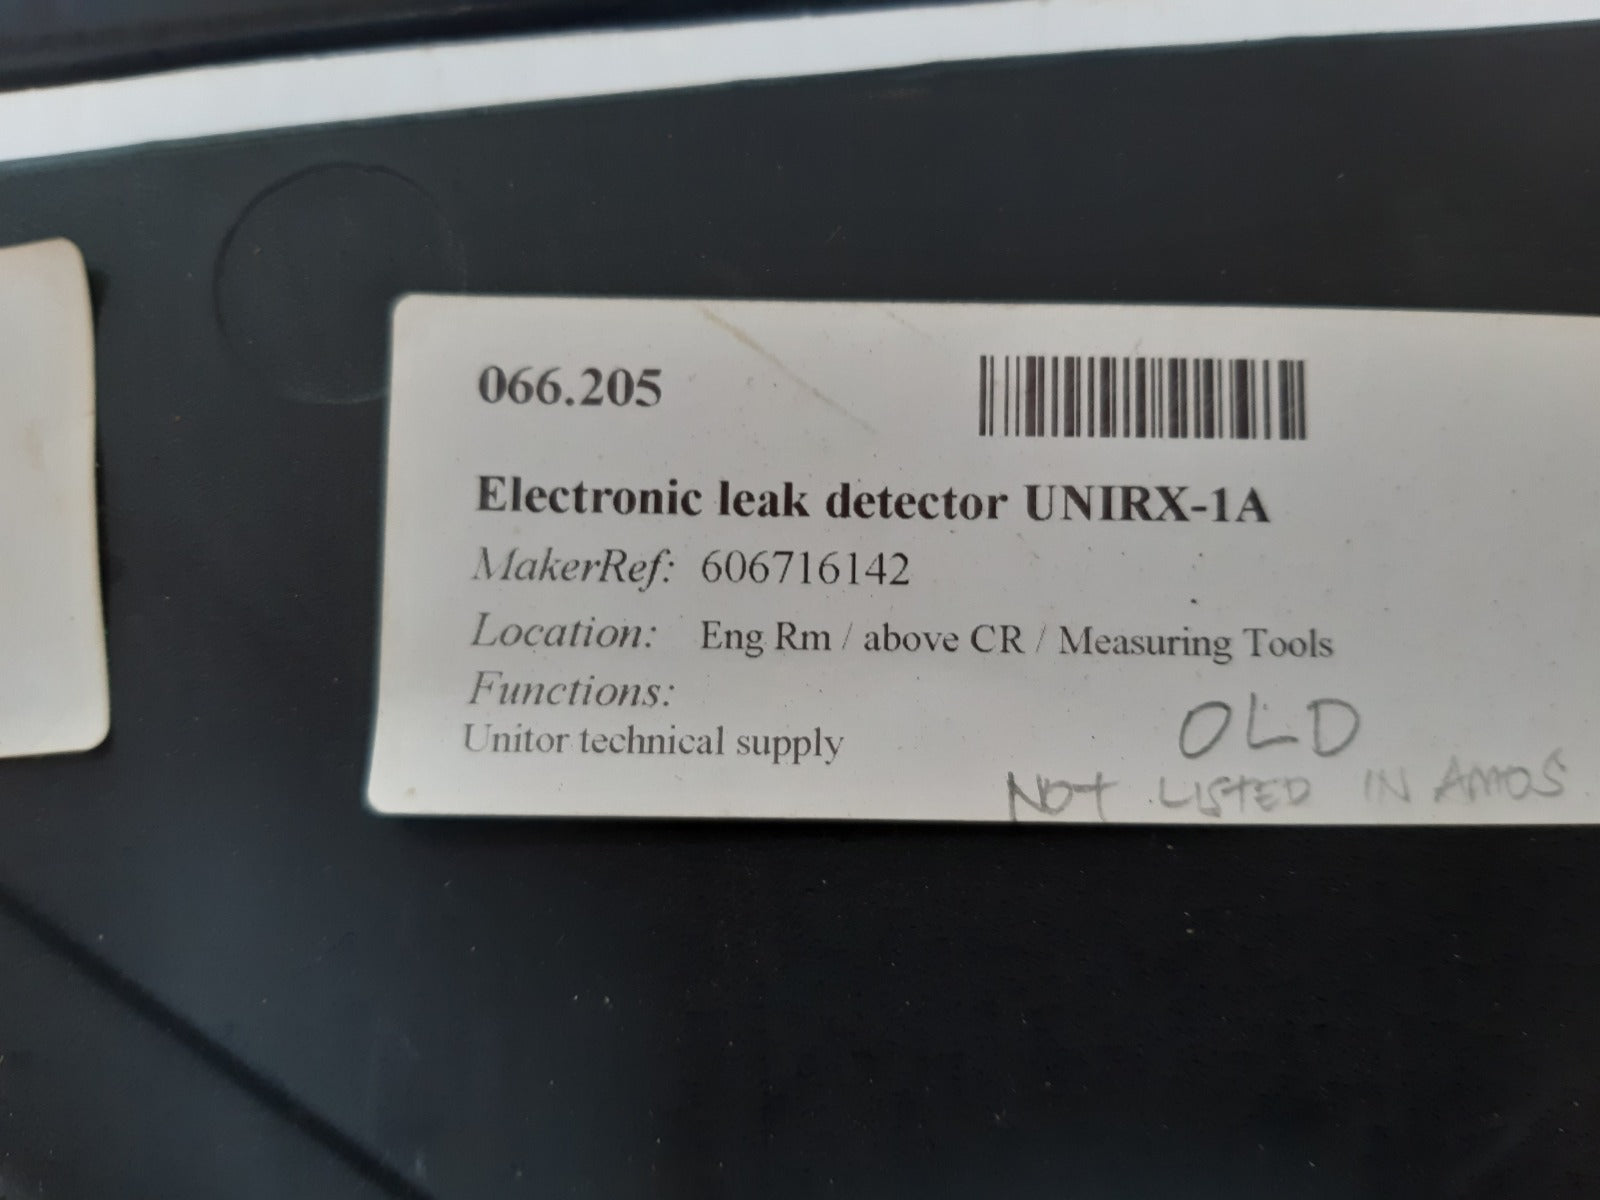 066.205
Electronic leak detector UNIRX-1A
MakerRef: 606716142
Location: Eng Rm / above CR / Measuring Tools
Functions:
Unitor technical supply
OLD
NOT LISTED IN AMOS